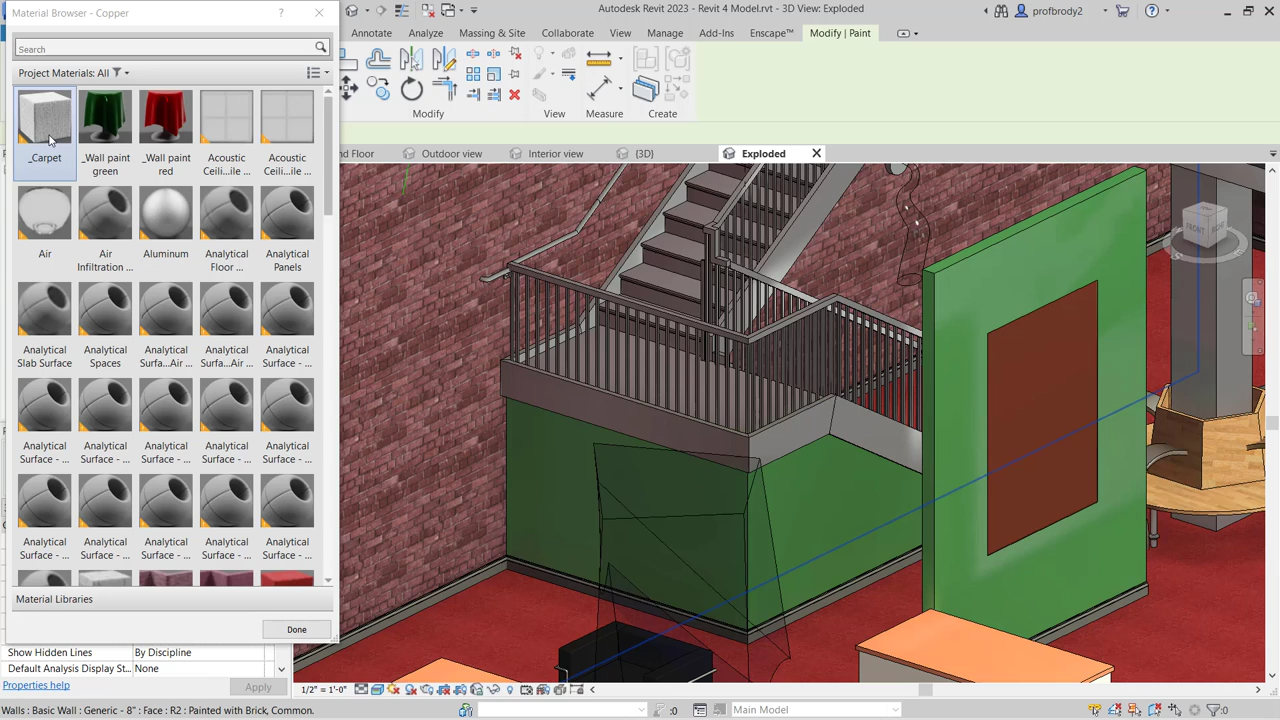 Material Browser - Copper
?
Autodesk Revit 2023 - Revit 4 Model.rvt - 3D View: Exploded
profbrody2
Annotate
Analyze
Massing & Site
Collaborate
View
Manage
Add-Ins
Enscape™
Modify | Paint
Search
Project Materials: All
Modify
View
Measure
Create
nd Floor
Outdoor view
Interior view
{3D}
Exploded
_Carpet
_Wall paint green
_Wall paint red
Acoustic Ceili...ile ...
Acoustic Ceili...ile ...
Air
Air Infiltration ...
Aluminum
Analytical Floor ...
Analytical Panels
Analytical Slab Surface
Analytical Spaces
Analytical Surfa...Air ...
Analytical Surfa...ile ...
Analytical Surface - ...
Analytical Surface - ...
Analytical Surface - ...
Analytical Surface - ...
Analytical Surface - ...
Analytical Surface - ...
Analytical Surface - ...
Analytical Surface - ...
Analytical Surface - ...
Analytical Surface - ...
Analytical Surface - ...
FRONT
Material Libraries
Done
Show Hidden Lines
By Discipline
Default Analysis Display St...
None
Properties help
Apply
1/2" = 1'-0"
Walls : Basic Wall : Generic - 8" : Face : R2 : Painted with Brick, Common.
:0
Main Model
:0